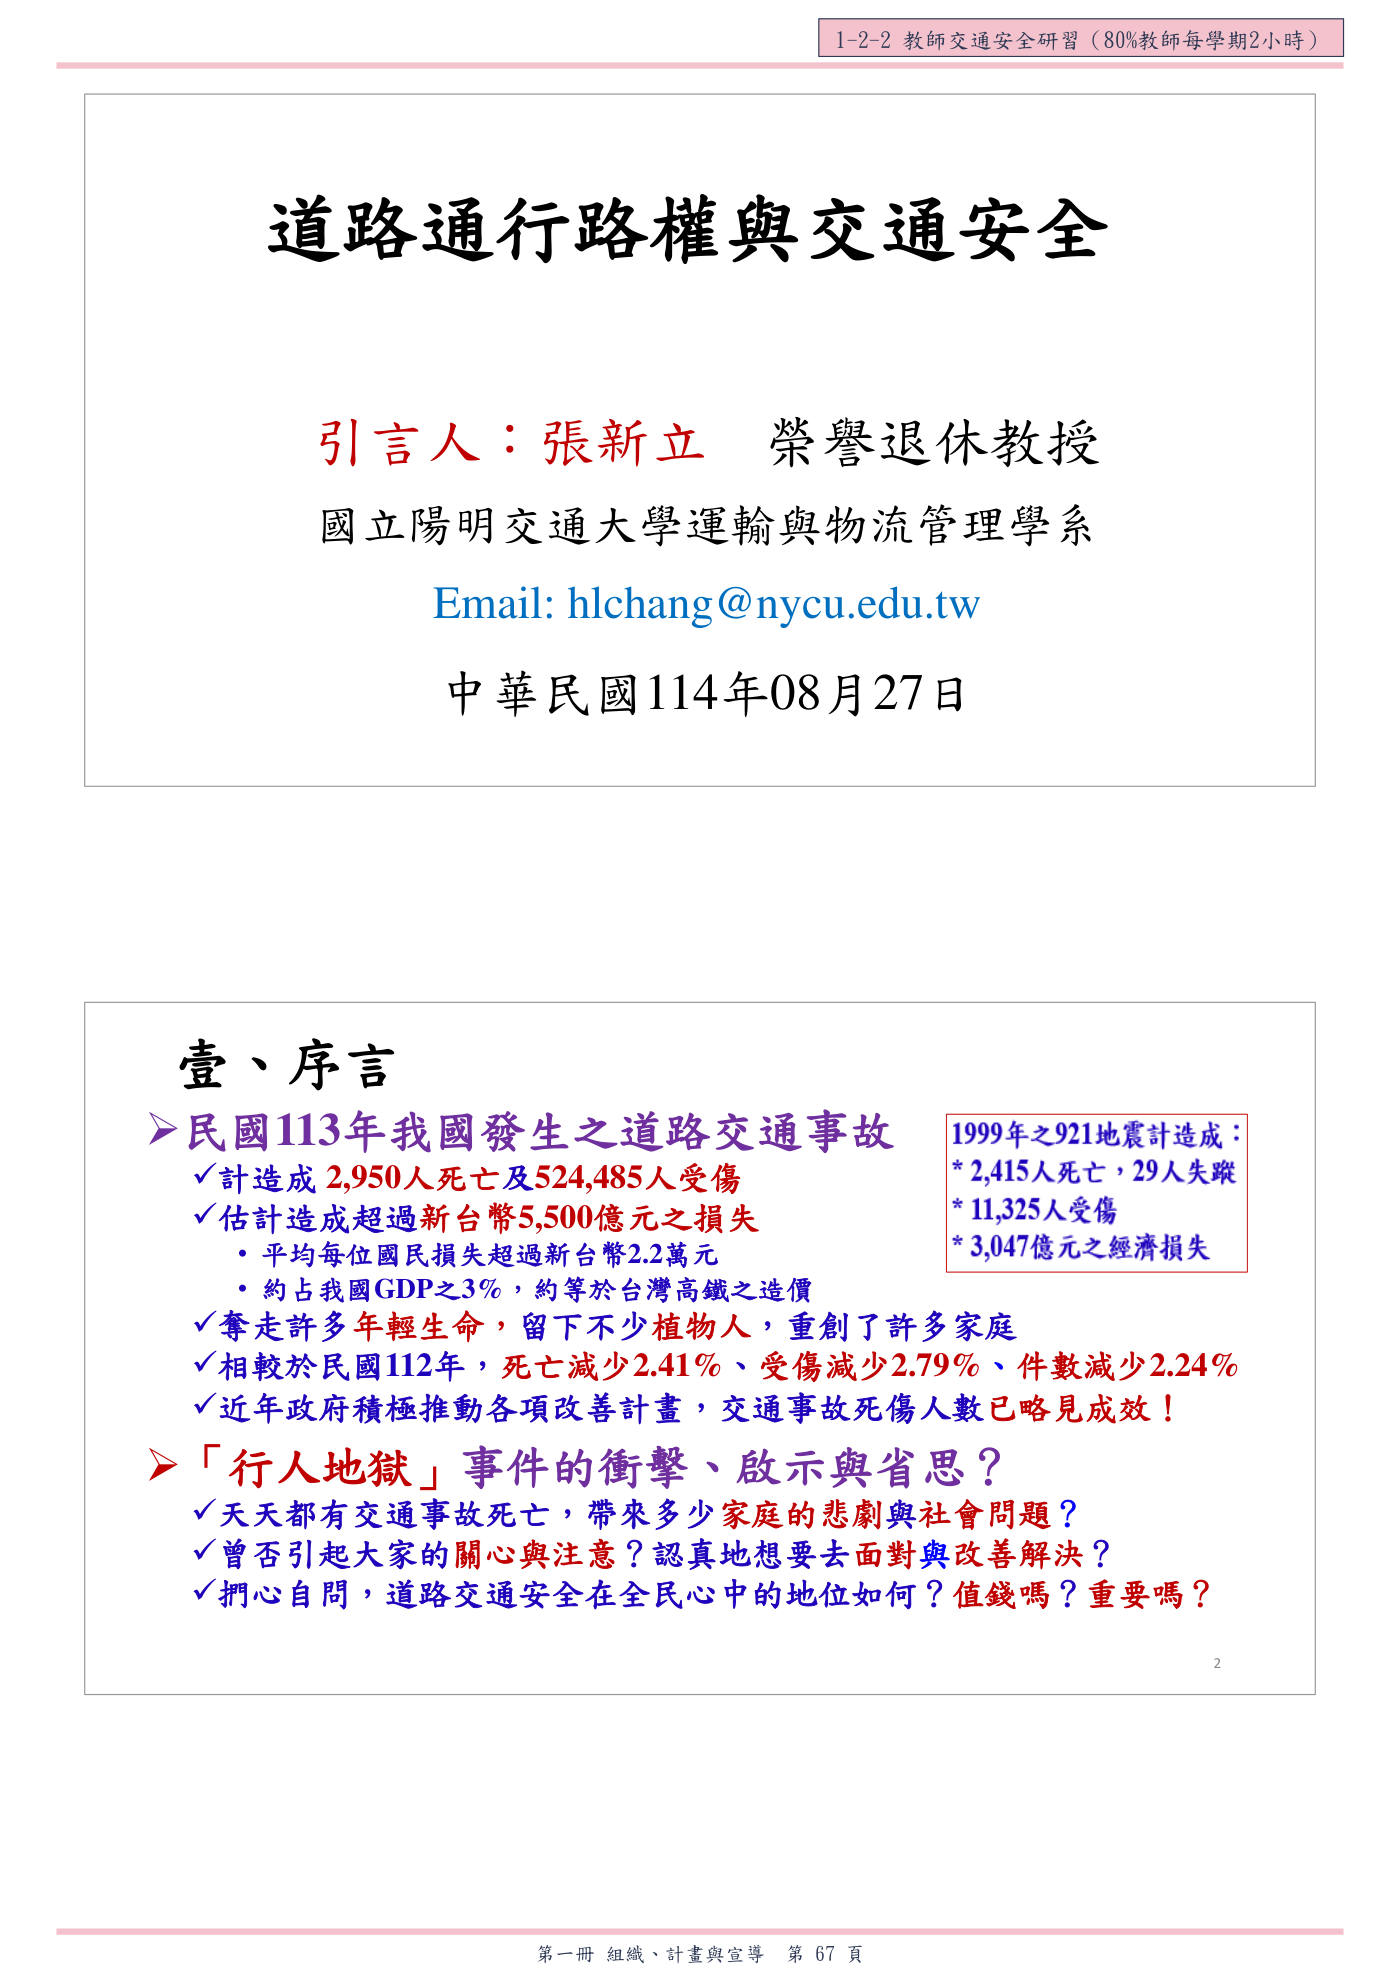 1-2-2 教師交通安全研習（80%教師每學期2小時）
道路通行路權與交通安全
引言人：張新立　榮譽退休教授
國立陽明交通大學運輸與物流管理學系
Email: hlchang@nycu.edu.tw
中華民國114年08月27日
壹、序言
➢民國113年我國發生之道路交通事故
✓計造成 2,950人死亡及524,485人受傷
✓估計造成超過新台幣5,500億元之損失
• 平均每位國民損失超過新台幣2.2萬元
• 約占我國GDP之3%，約等於台灣高鐵之造價
1999年之921地震計造成：
* 2,415人死亡，29人失蹤
* 11,325人受傷
* 3,047億元之經濟損失
✓奪走許多年輕生命，留下不少植物人，重創了許多家庭
✓相較於民國112年，死亡減少2.41%、受傷減少2.79%、件數減少2.24%
✓近年政府積極推動各項改善計畫，交通事故死傷人數已略見成效！
➢「行人地獄」事件的衝擊、啟示與省思？
✓天天都有交通事故死亡，帶來多少家庭的悲劇與社會問題？
✓曾否引起大家的關心與注意？認真地想要去面對與改善解決？
✓捫心自問，道路交通安全在全民心中的地位如何？值錢嗎？重要嗎？
2
第一冊 組織、計畫與宣導　第 67 頁